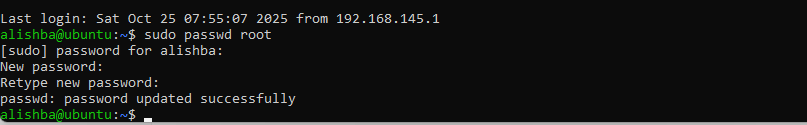 Last login: Sat Oct 25 07:55:07 2025 from 192.168.145.1
alishba@ubuntu:~$ sudo passwd root
[sudo] password for alishba:
New password:
Retype new password:
passwd: password updated successfully
alishba@ubuntu:~$